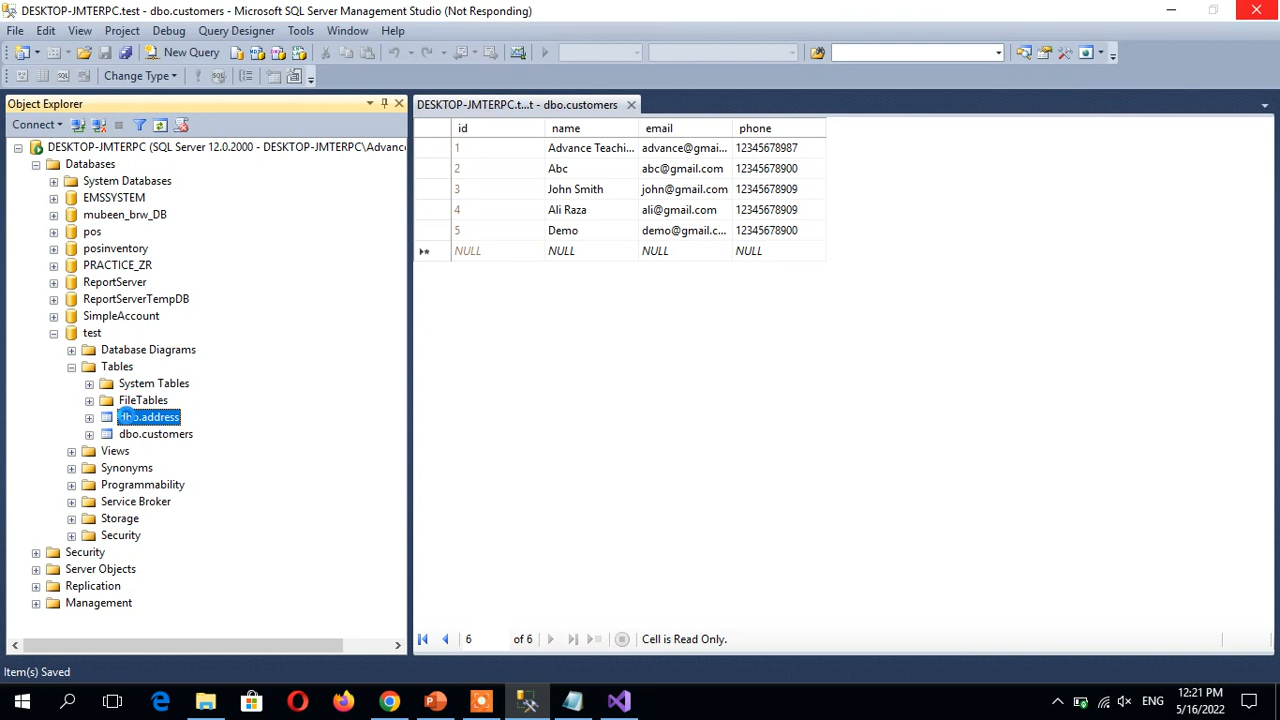 DESKTOP-JMTERPC.test - dbo.customers - Microsoft SQL Server Management Studio (Not Responding)
File Edit View Project Debug Query Designer Tools Window Help
New Query
Change Type
Object Explorer
DESKTOP-JMTERPC.t...t - dbo.customers
Connect
id name email phone
DESKTOP-JMTERPC (SQL Server 12.0.2000 - DESKTOP-JMTERPC\Advance
1 Advance Teachi... advance@gmai... 12345678987
Databases
2 Abc abc@gmail.com 12345678900
System Databases
3 John Smith john@gmail.com 12345678909
EMSSYSTEM
4 Ali Raza ali@gmail.com 12345678909
mubeen_brw_DB
5 Demo demo@gmail.c... 12345678900
pos
NULL NULL NULL NULL
posinventory
PRACTICE_ZR
ReportServer
ReportServerTempDB
SimpleAccount
test
Database Diagrams
Tables
System Tables
FileTables
dbo.address
dbo.customers
Views
Synonyms
Programmability
Service Broker
Storage
Security
Security
Server Objects
Replication
Management
6 of 6 Cell is Read Only.
Item(s) Saved
ENG
12:21 PM
5/16/2022